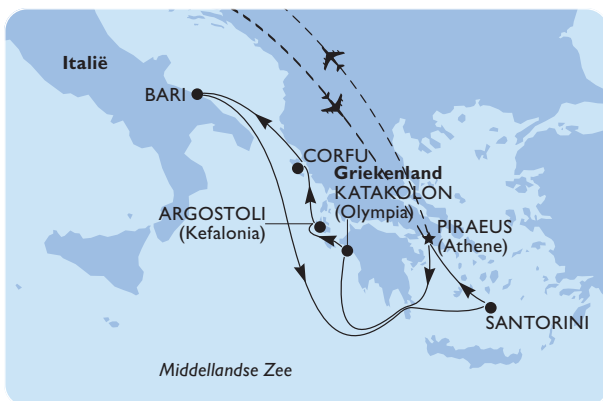 Italië
BARI
CORFU
Griekenland
KATAKOLON
(Olympia)
ARGOSTOLI
(Kefalonia)
PIRAEUS
(Athene)
SANTORINI
Middellandse Zee